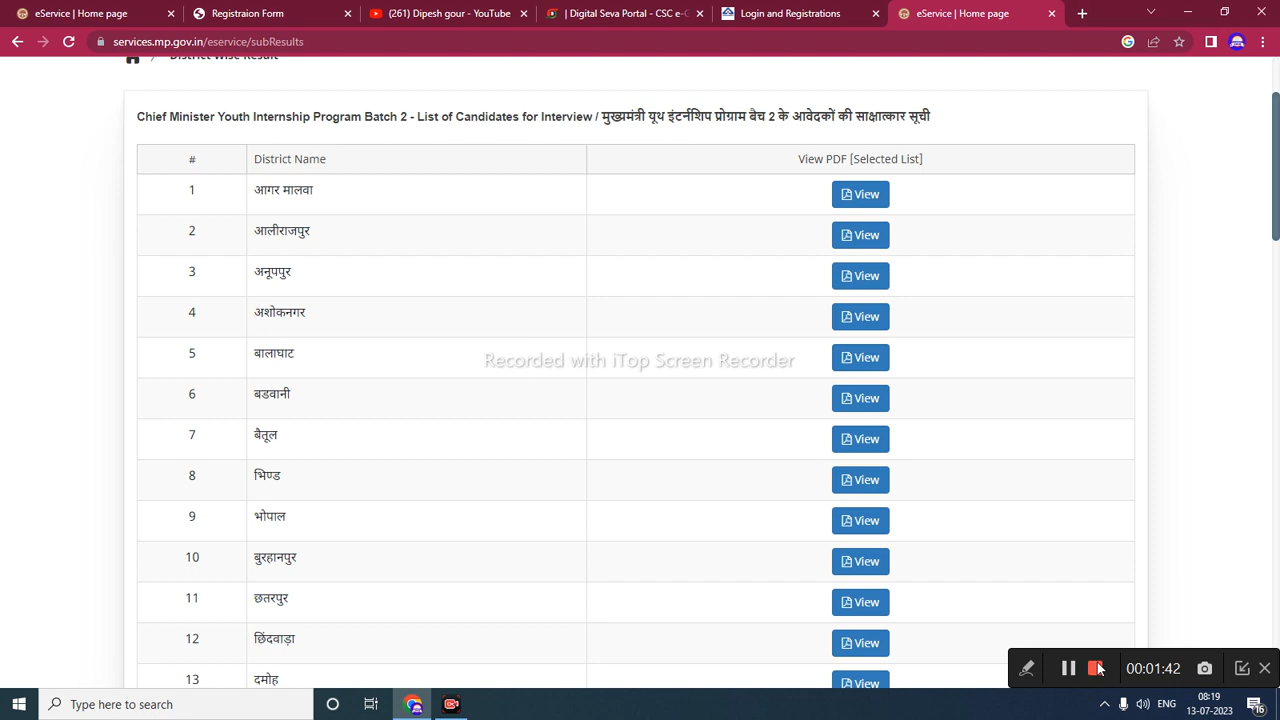 eService | Home page
Registraion Form
(261) Dipesh gour - YouTube
| Digital Seva Portal - CSC e-G
Login and Registrations
eService | Home page
services.mp.gov.in/eservice/subResults
/ District Wise Result
Chief Minister Youth Internship Program Batch 2 - List of Candidates for Interview / मुख्यमंत्री यूथ इंटर्नशिप प्रोग्राम बैच 2 के आवेदकों की साक्षात्कार सूची
# District Name View PDF [Selected List]
1 आगर मालवा View
2 आलीराजपुर View
3 अनूपपुर View
4 अशोकनगर View
5 बालाघाट View
Recorded with iTop Screen Recorder
6 बडवानी View
7 बैतूल View
8 भिण्ड View
9 भोपाल View
10 बुरहानपुर View
11 छतरपुर View
12 छिंदवाड़ा View
13 दमोह View
00:01:42
Type here to search
ENG
08:19
13-07-2023
16